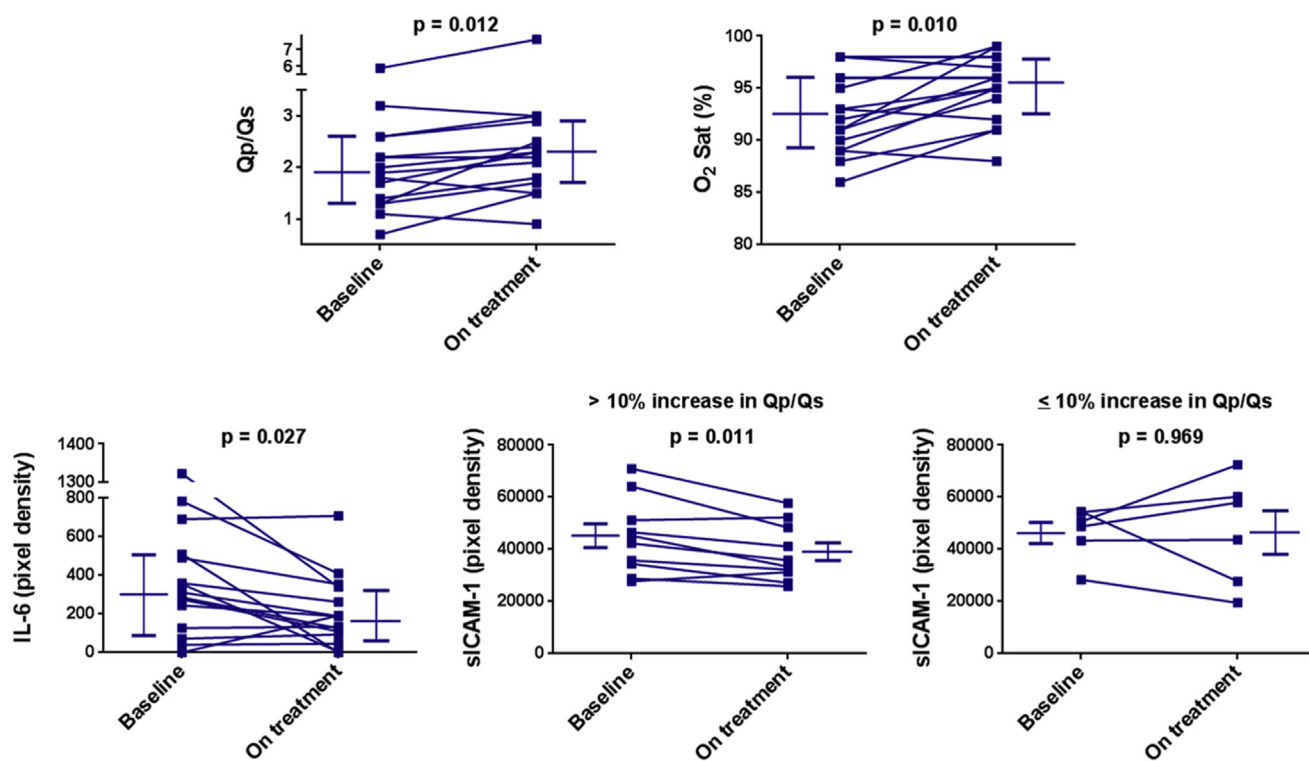 p = 0.012
Qp/Qs
7
6
3
2
1
Baseline
On treatment
p = 0.010
O2 Sat (%)
100
95
90
85
80
Baseline
On treatment
p = 0.027
IL-6 (pixel density)
1400
1300
800
600
400
200
0
Baseline
On treatment
> 10% increase in Qp/Qs
p = 0.011
sICAM-1 (pixel density)
80000
60000
40000
20000
0
Baseline
On treatment
≤ 10% increase in Qp/Qs
p = 0.969
sICAM-1 (pixel density)
80000
60000
40000
20000
0
Baseline
On treatment